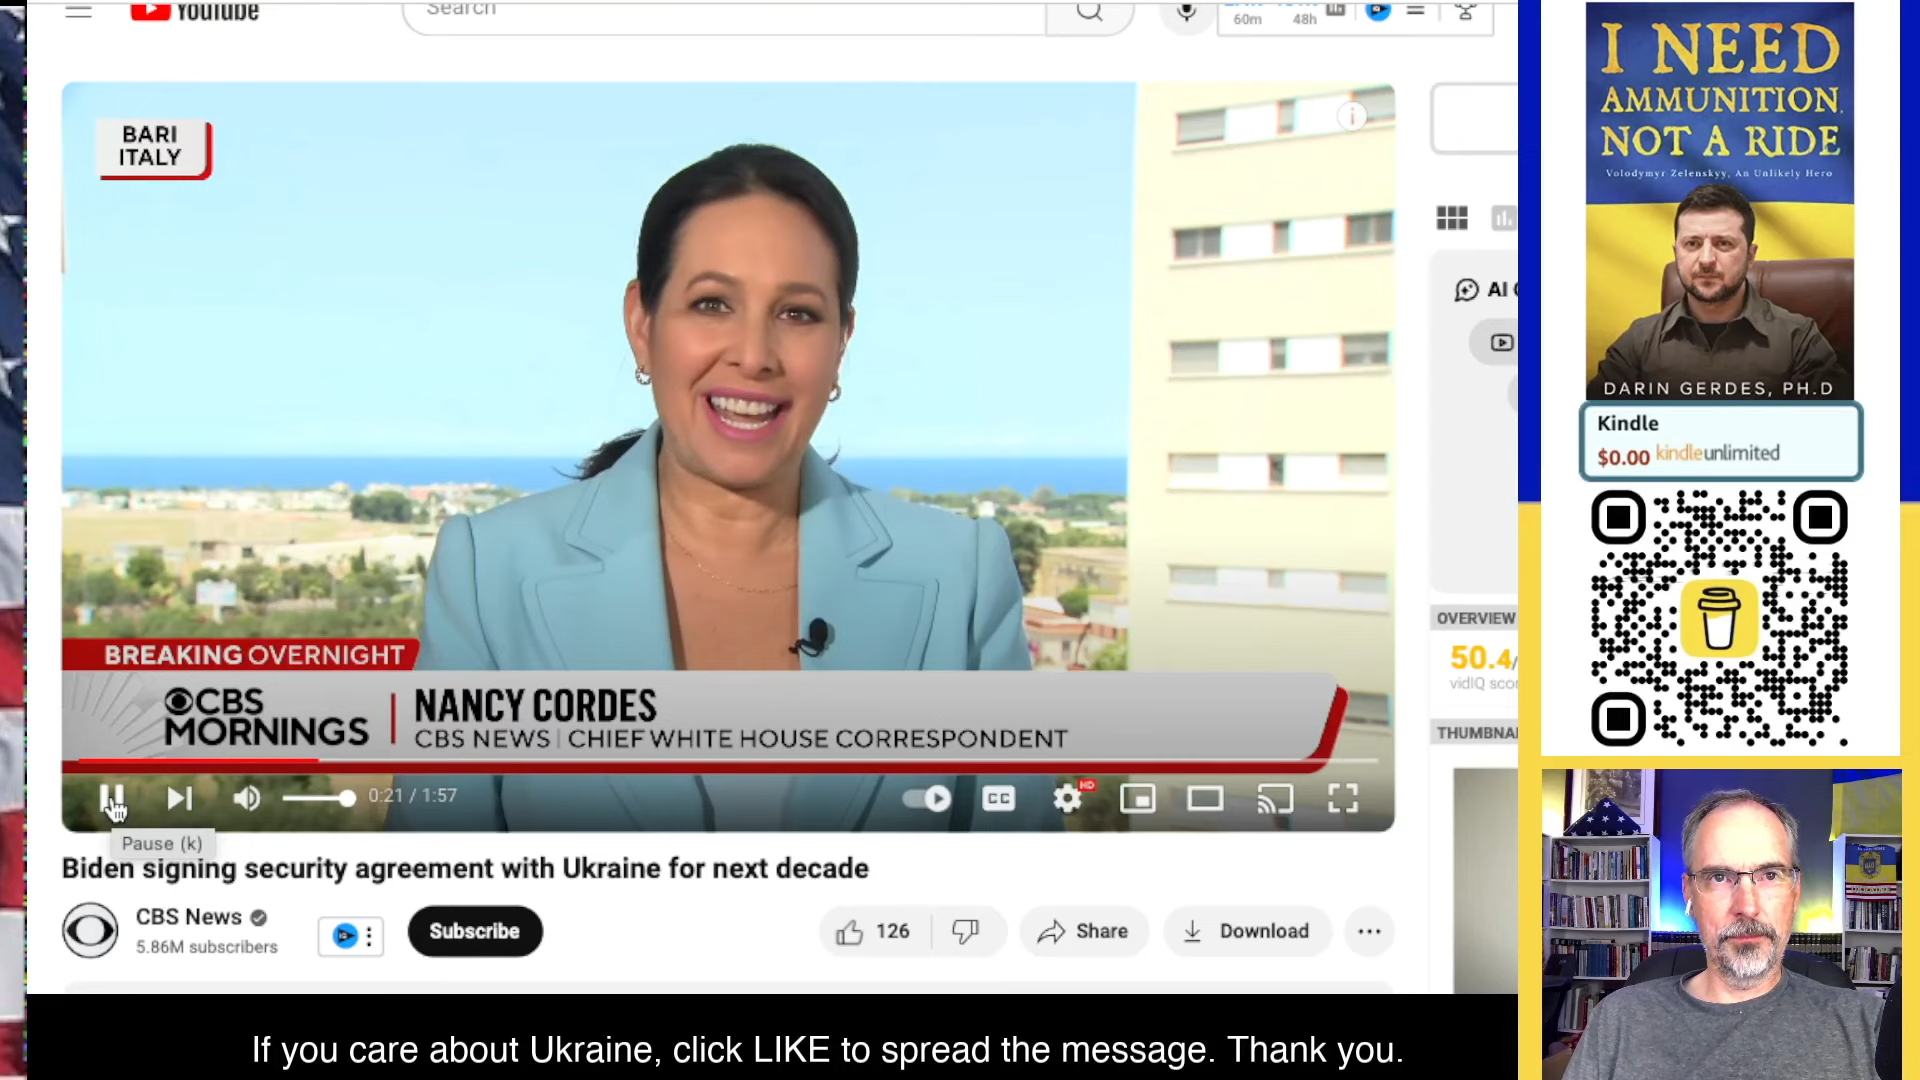 YouTube
Search
60m 48h
BARI
ITALY
BREAKING OVERNIGHT
CBS
MORNINGS
NANCY CORDES
CBS NEWS | CHIEF WHITE HOUSE CORRESPONDENT
0:21 / 1:57
CC
HD
Pause (k)
Biden signing security agreement with Ukraine for next decade
CBS News
5.86M subscribers
Subscribe
126
Share
Download
AI
OVERVIEW
50.4/
vidIQ
I NEED
AMMUNITION,
NOT A RIDE
Volodymyr Zelenskyy, An Unlikely Hero
DARIN GERDES, PH.D
Kindle
$0.00 kindleunlimited
If you care about Ukraine, click LIKE to spread the message. Thank you.